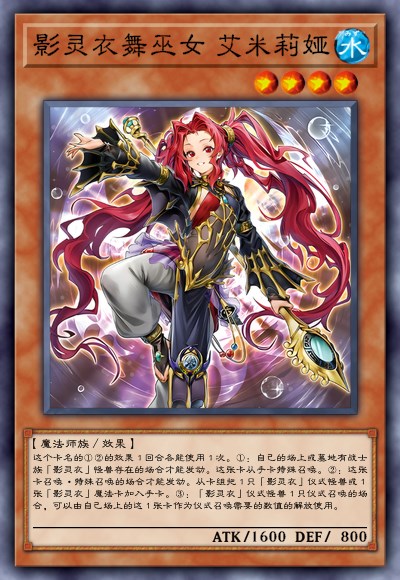 影灵衣舞巫女 艾米莉娅
水
【魔法师族／效果】
这个卡名的①②的效果1回合各能使用1次。①：自己的场上或墓地有战士
族「影灵衣」怪兽存在的场合才能发动。这张卡从手卡特殊召唤。②：这张
卡召唤·特殊召唤的场合才能发动。从卡组把1只「影灵衣」仪式怪兽或1
张「影灵衣」魔法卡加入手卡。③：「影灵衣」仪式怪兽1只仪式召唤的场
合，可以由自己场上的这1张卡作为仪式召唤需要的数值的解放使用。
ATK/1600 DEF/ 800